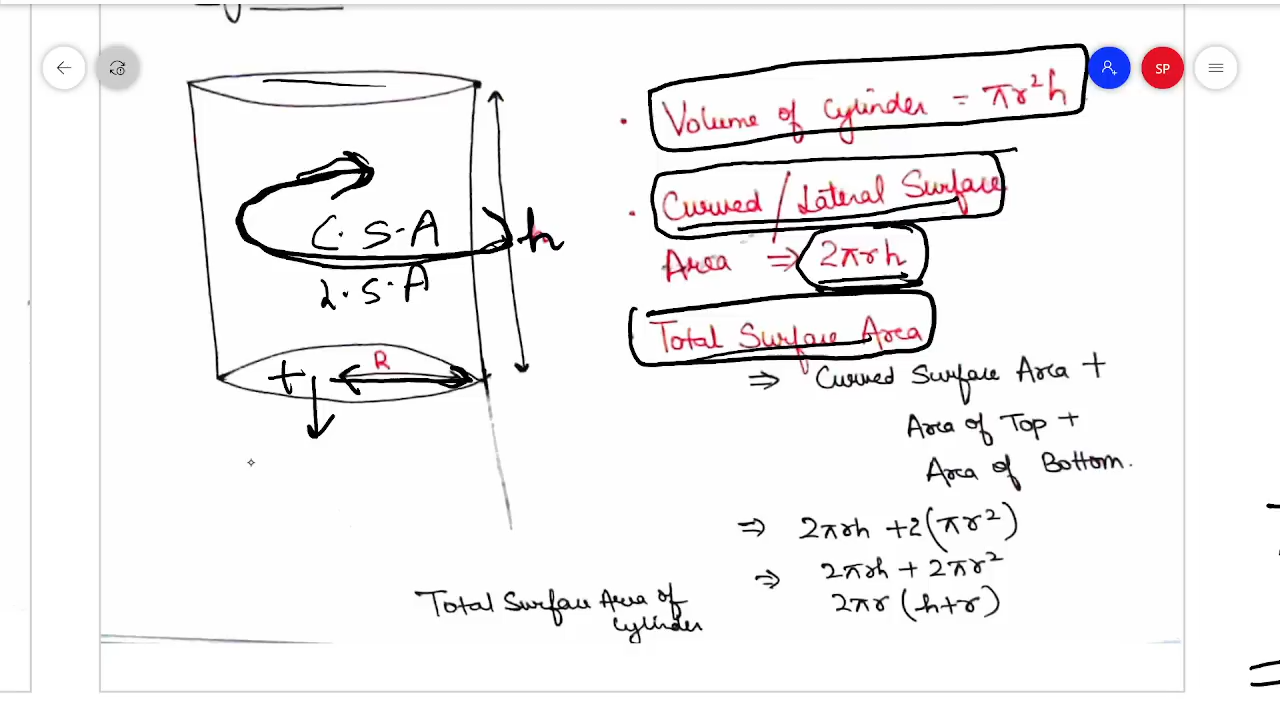 SP
Volume of Cylinder = πr²h
Curved / Lateral Surface
Area ⇒ 2πrh
C.S.A
h
L.S.A
Total Surface Area
R
⇒ Curved Surface Area +
Area of Top +
Area of Bottom.
⇒ 2πrh + 2(πr²)
⇒ 2πrh + 2πr²
Total Surface Area of
Cylinder
2πr (h+r)